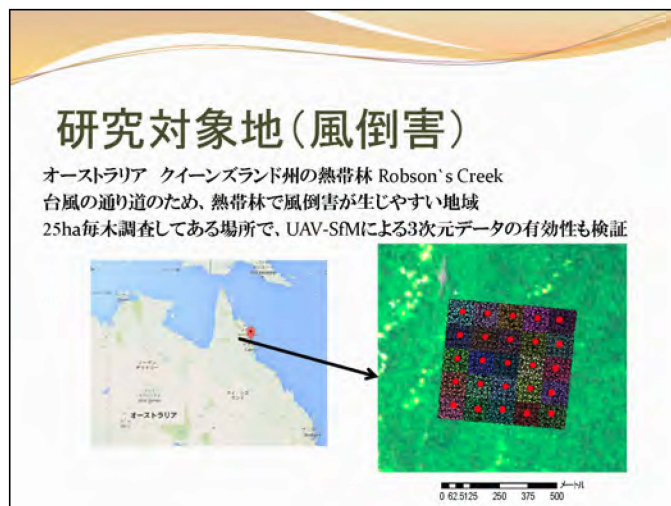 研究対象地（風倒害）
オーストラリア　クイーンズランド州の熱帯林 Robson`s Creek
台風の通り道のため、熱帯林で風倒害が生じやすい地域
25ha毎木調査してある場所で、UAV-SfMによる3次元データの有効性も検証
オーストラリア
メートル
0 62.5125 250 375 500